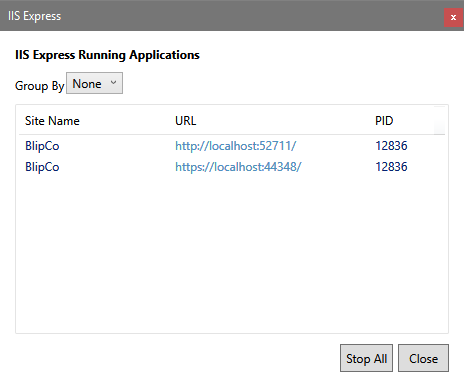 IIS Express
x
IIS Express Running Applications
Group By None
Site Name URL PID
BlipCo http://localhost:52711/ 12836
BlipCo https://localhost:44348/ 12836
Stop All Close